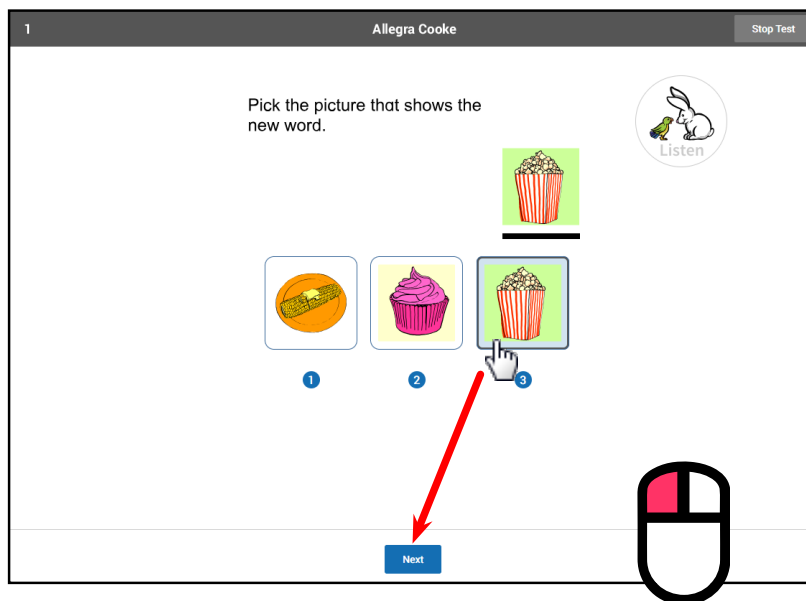 1 Allegra Cooke Stop Test
Pick the picture that shows the
new word.
Listen
1 2 3
Next